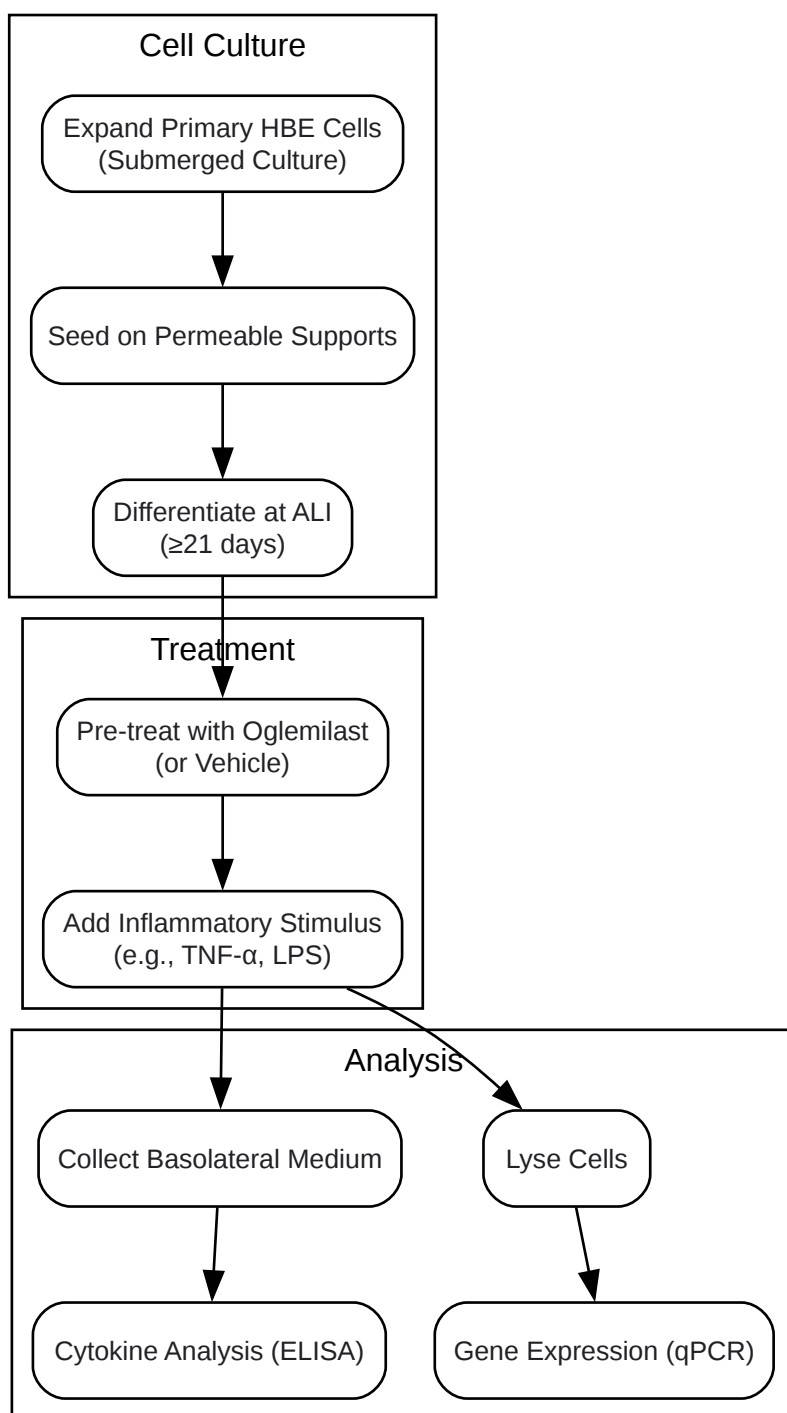 Cell Culture
Expand Primary HBE Cells
(Submerged Culture)
Seed on Permeable Supports
Differentiate at ALI
(≥21 days)
Treatment
Pre-treat with Oglemilast
(or Vehicle)
Add Inflammatory Stimulus
(e.g., TNF-α, LPS)
Analysis
Collect Basolateral Medium
Lyse Cells
Cytokine Analysis (ELISA)
Gene Expression (qPCR)